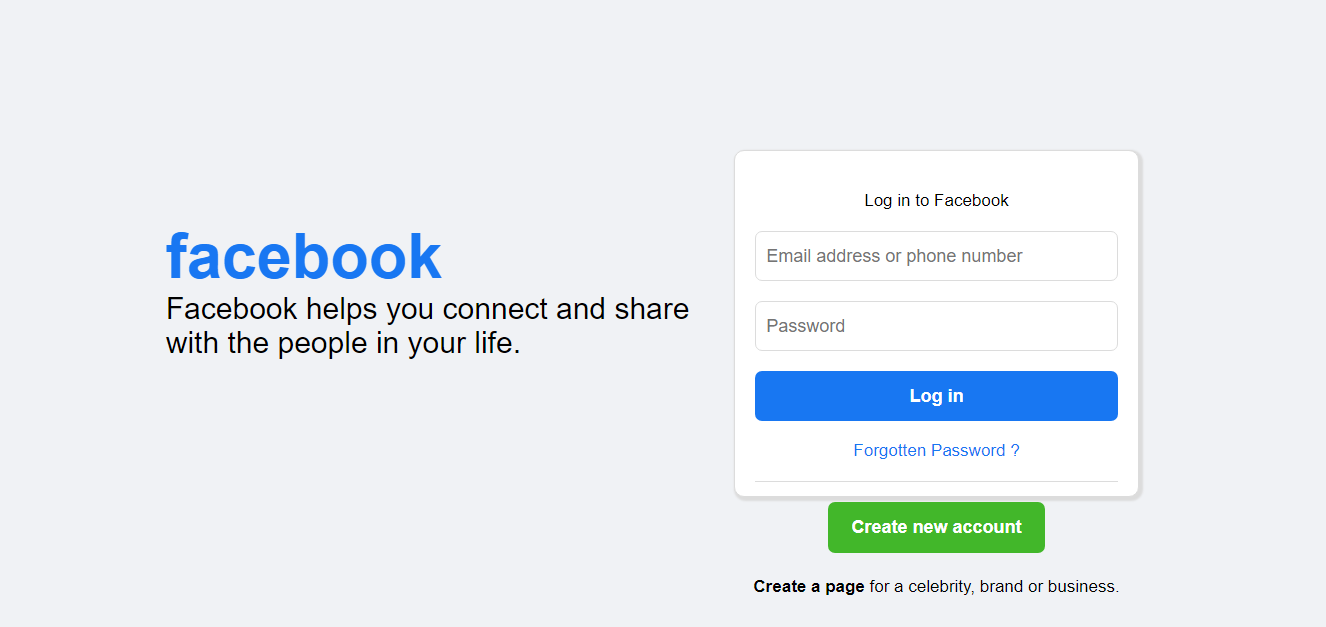 facebook
Facebook helps you connect and share
with the people in your life.
Log in to Facebook
Email address or phone number
Password
Log in
Forgotten Password ?
Create new account
Create a page for a celebrity, brand or business.